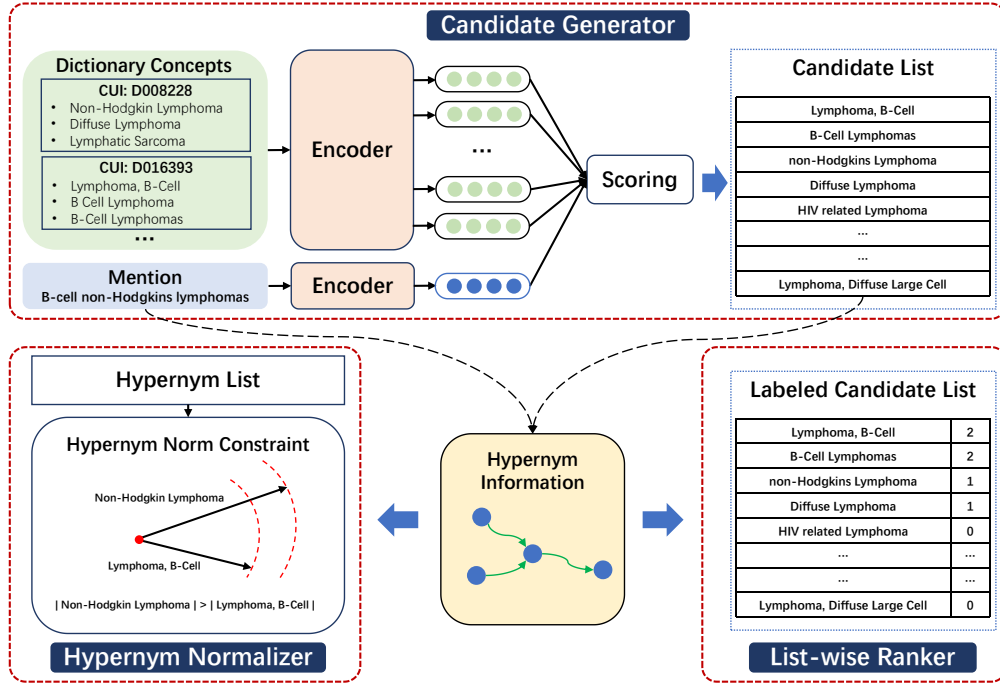 Candidate Generator
Dictionary Concepts
CUI: D008228
• Non-Hodgkin Lymphoma
• Diffuse Lymphoma
• Lymphatic Sarcoma
CUI: D016393
• Lymphoma, B-Cell
• B Cell Lymphoma
• B-Cell Lymphomas
...
Mention
B-cell non-Hodgkins lymphomas
Encoder
Encoder
...
Scoring
Candidate List
Lymphoma, B-Cell
B-Cell Lymphomas
non-Hodgkins Lymphoma
Diffuse Lymphoma
HIV related Lymphoma
...
...
Lymphoma, Diffuse Large Cell
Hypernym List
Hypernym Norm Constraint
Non-Hodgkin Lymphoma
Lymphoma, B-Cell
| Non-Hodgkin Lymphoma | > | Lymphoma, B-Cell |
Hypernym Normalizer
Hypernym
Information
Labeled Candidate List
Lymphoma, B-Cell 2
B-Cell Lymphomas 2
non-Hodgkins Lymphoma 1
Diffuse Lymphoma 1
HIV related Lymphoma 0
... ...
... ...
Lymphoma, Diffuse Large Cell 0
List-wise Ranker